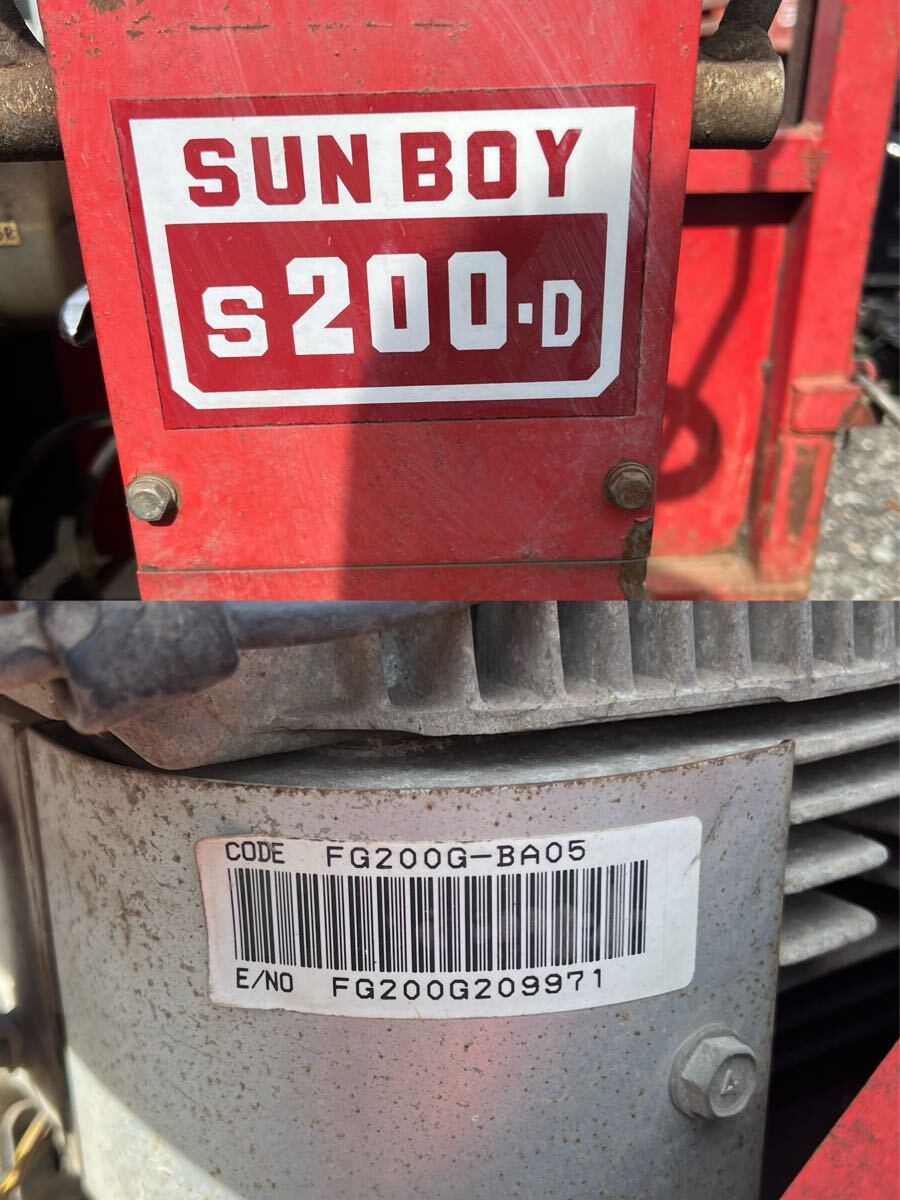 SUN BOY
S200·D
CODE FG200G-BA05
E/NO FG200G209971